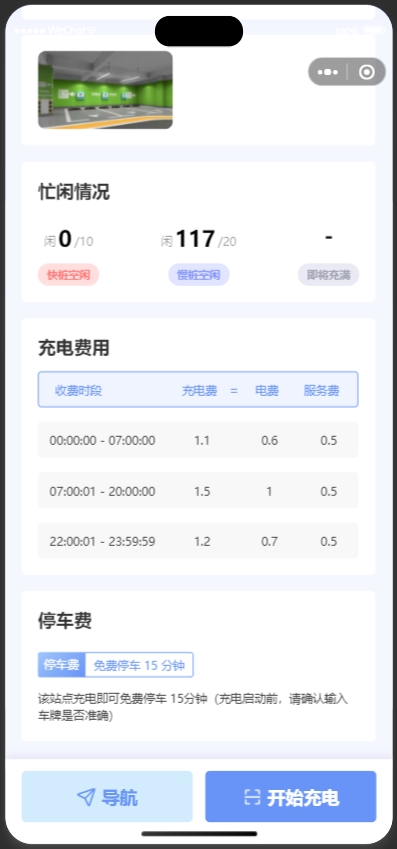 忙闲情况
闲0/10 闲117/20 -
快桩空闲 慢桩空闲 即将充满
充电费用
收费时段 充电费 = 电费 服务费
00:00:00 - 07:00:00 1.1 0.6 0.5
07:00:01 - 20:00:00 1.5 1 0.5
22:00:01 - 23:59:59 1.2 0.7 0.5
停车费
停车费 免费停车 15 分钟
该站点充电即可免费停车 15分钟（充电启动前，请确认输入
车牌是否准确）
导航 开始充电